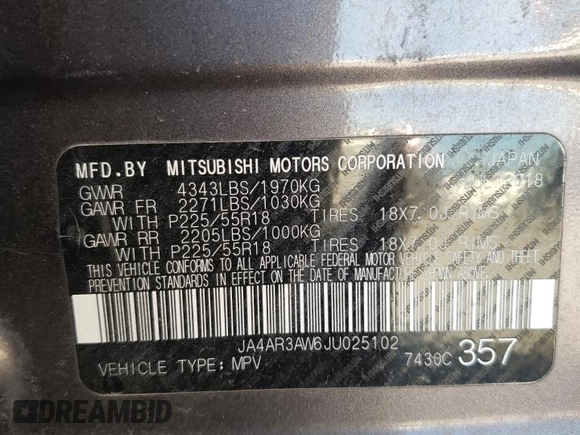 MFD.BY MITSUBISHI MOTORS CORPORATION JAPAN
GVWR 4343LBS/1970KG 2018
GAWR FR 2271LBS/1030KG
WITH P225/55R18 TIRES 18X7.0J RIMS
GAWR RR 2205LBS/1000KG
WITH P225/55R18 TIRES 18X7.0J RIMS
THIS VEHICLE CONFORMS TO ALL APPLICABLE FEDERAL MOTOR VEHICLE SAFETY, BUMPER AND THEFT
PREVENTION STANDARDS IN EFFECT ON THE DATE OF MANUFACTURE SHOWN ABOVE.
JA4AR3AW6JU025102
VEHICLE TYPE: MPV 7430C 357
DREAMBID